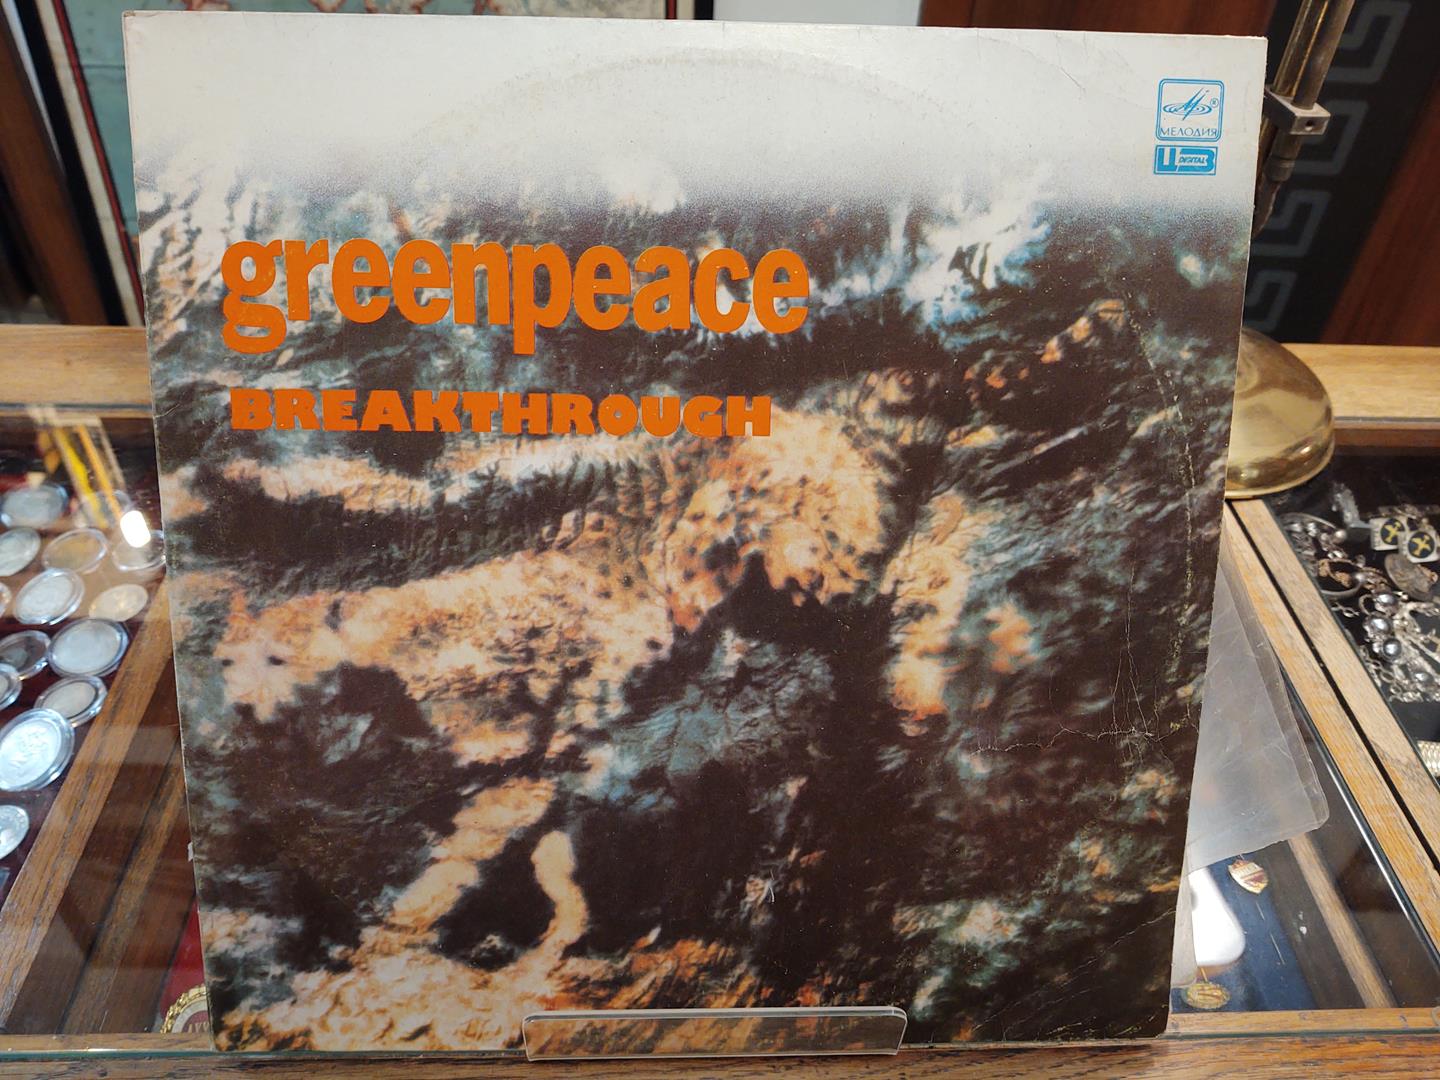 greenpeace
BREAKTHROUGH
МЕЛОДИЯ
DIGITAL